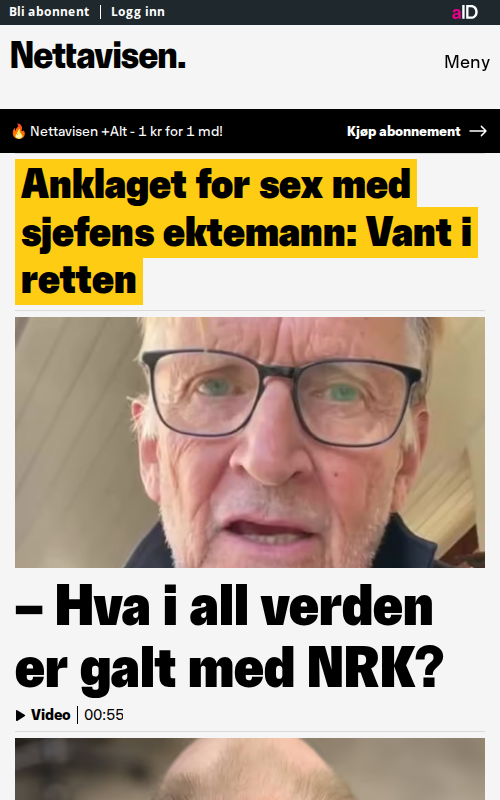 Bli abonnent | Logg inn
aID
Nettavisen.
Meny
🔥 Nettavisen +Alt - 1 kr for 1 md!
Kjøp abonnement →
Anklaget for sex med
sjefens ektemann: Vant i
retten
– Hva i all verden
er galt med NRK?
Video | 00:55